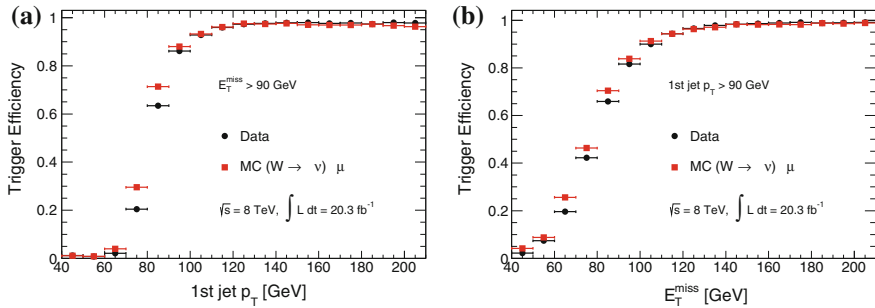 (a)
Trigger Efficiency
1
0.8
0.6
0.4
0.2
0
E_T^miss > 90 GeV
Data
MC (W → ν) μ
√s = 8 TeV, ∫ L dt = 20.3 fb⁻¹
40 60 80 100 120 140 160 180 200
1st jet p_T [GeV]
(b)
Trigger Efficiency
1
0.8
0.6
0.4
0.2
0
1st jet p_T > 90 GeV
Data
MC (W → ν) μ
√s = 8 TeV, ∫ L dt = 20.3 fb⁻¹
40 60 80 100 120 140 160 180 200
E_T^miss [GeV]